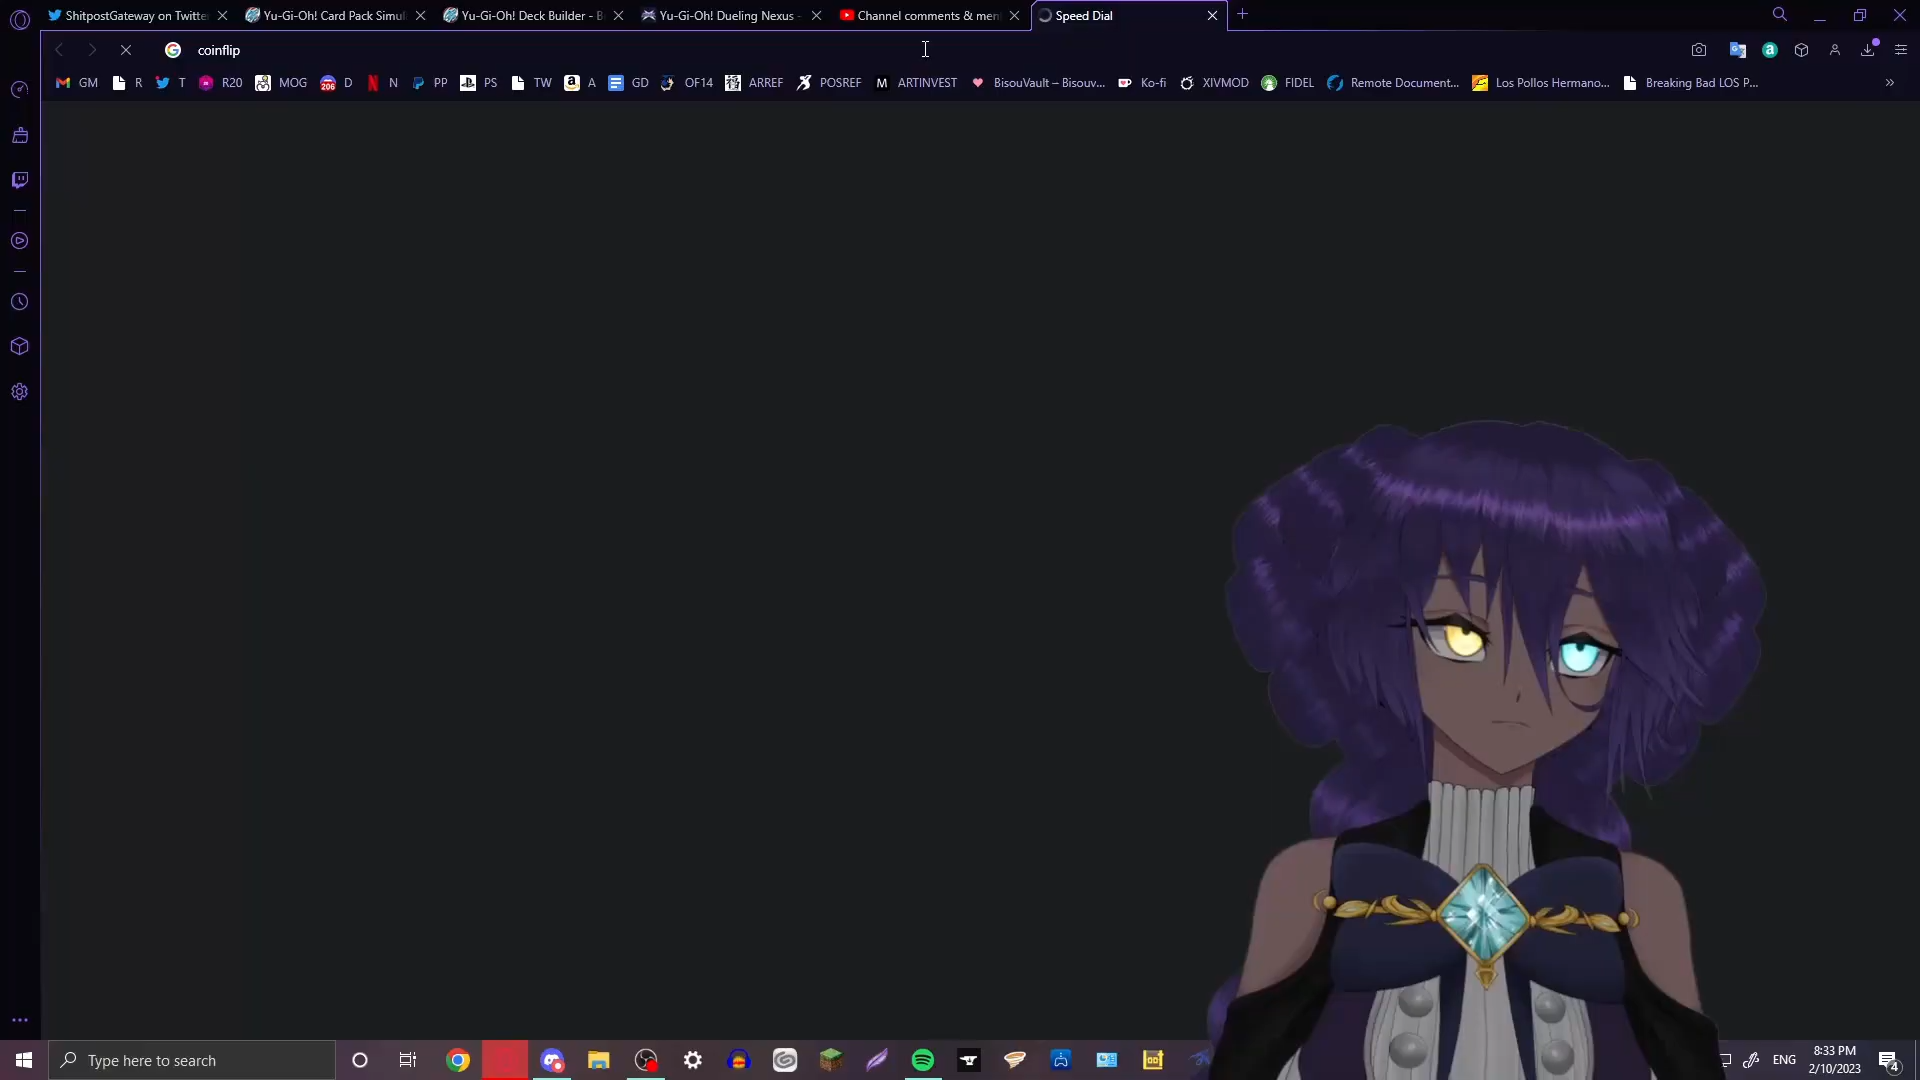 ShitpostGateway on Twitte
Yu-Gi-Oh! Card Pack Simul
Yu-Gi-Oh! Deck Builder - B
Yu-Gi-Oh! Dueling Nexus -
Channel comments & men
Speed Dial
coinflip
GM R T R20 MOG D N PP PS TW A GD OF14 ARREF POSREF ARTINVEST BisouVault – Bisouv... Ko-fi XIVMOD FIDEL Remote Document... Los Pollos Hermano... Breaking Bad LOS P...
Type here to search
ENG
8:33 PM
2/10/2023
4